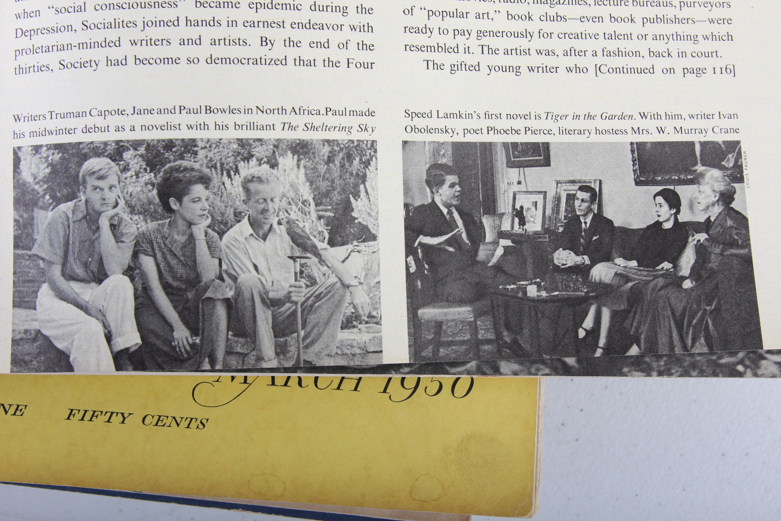 when "social consciousness" became epidemic during the
Depression, Socialites joined hands in earnest endeavor with
proletarian-minded writers and artists. By the end of the
thirties, Society had become so democratized that the Four
radio, magazines, lecture bureaus, purveyors
of "popular art," book clubs—even book publishers—were
ready to pay generously for creative talent or anything which
resembled it. The artist was, after a fashion, back in court.
The gifted young writer who [Continued on page 116]
Writers Truman Capote, Jane and Paul Bowles in North Africa. Paul made
his midwinter debut as a novelist with his brilliant The Sheltering Sky
Speed Lamkin's first novel is Tiger in the Garden. With him, writer Ivan
Obolensky, poet Phoebe Pierce, literary hostess Mrs. W. Murray Crane
MARCH 1950
NE FIFTY CENTS